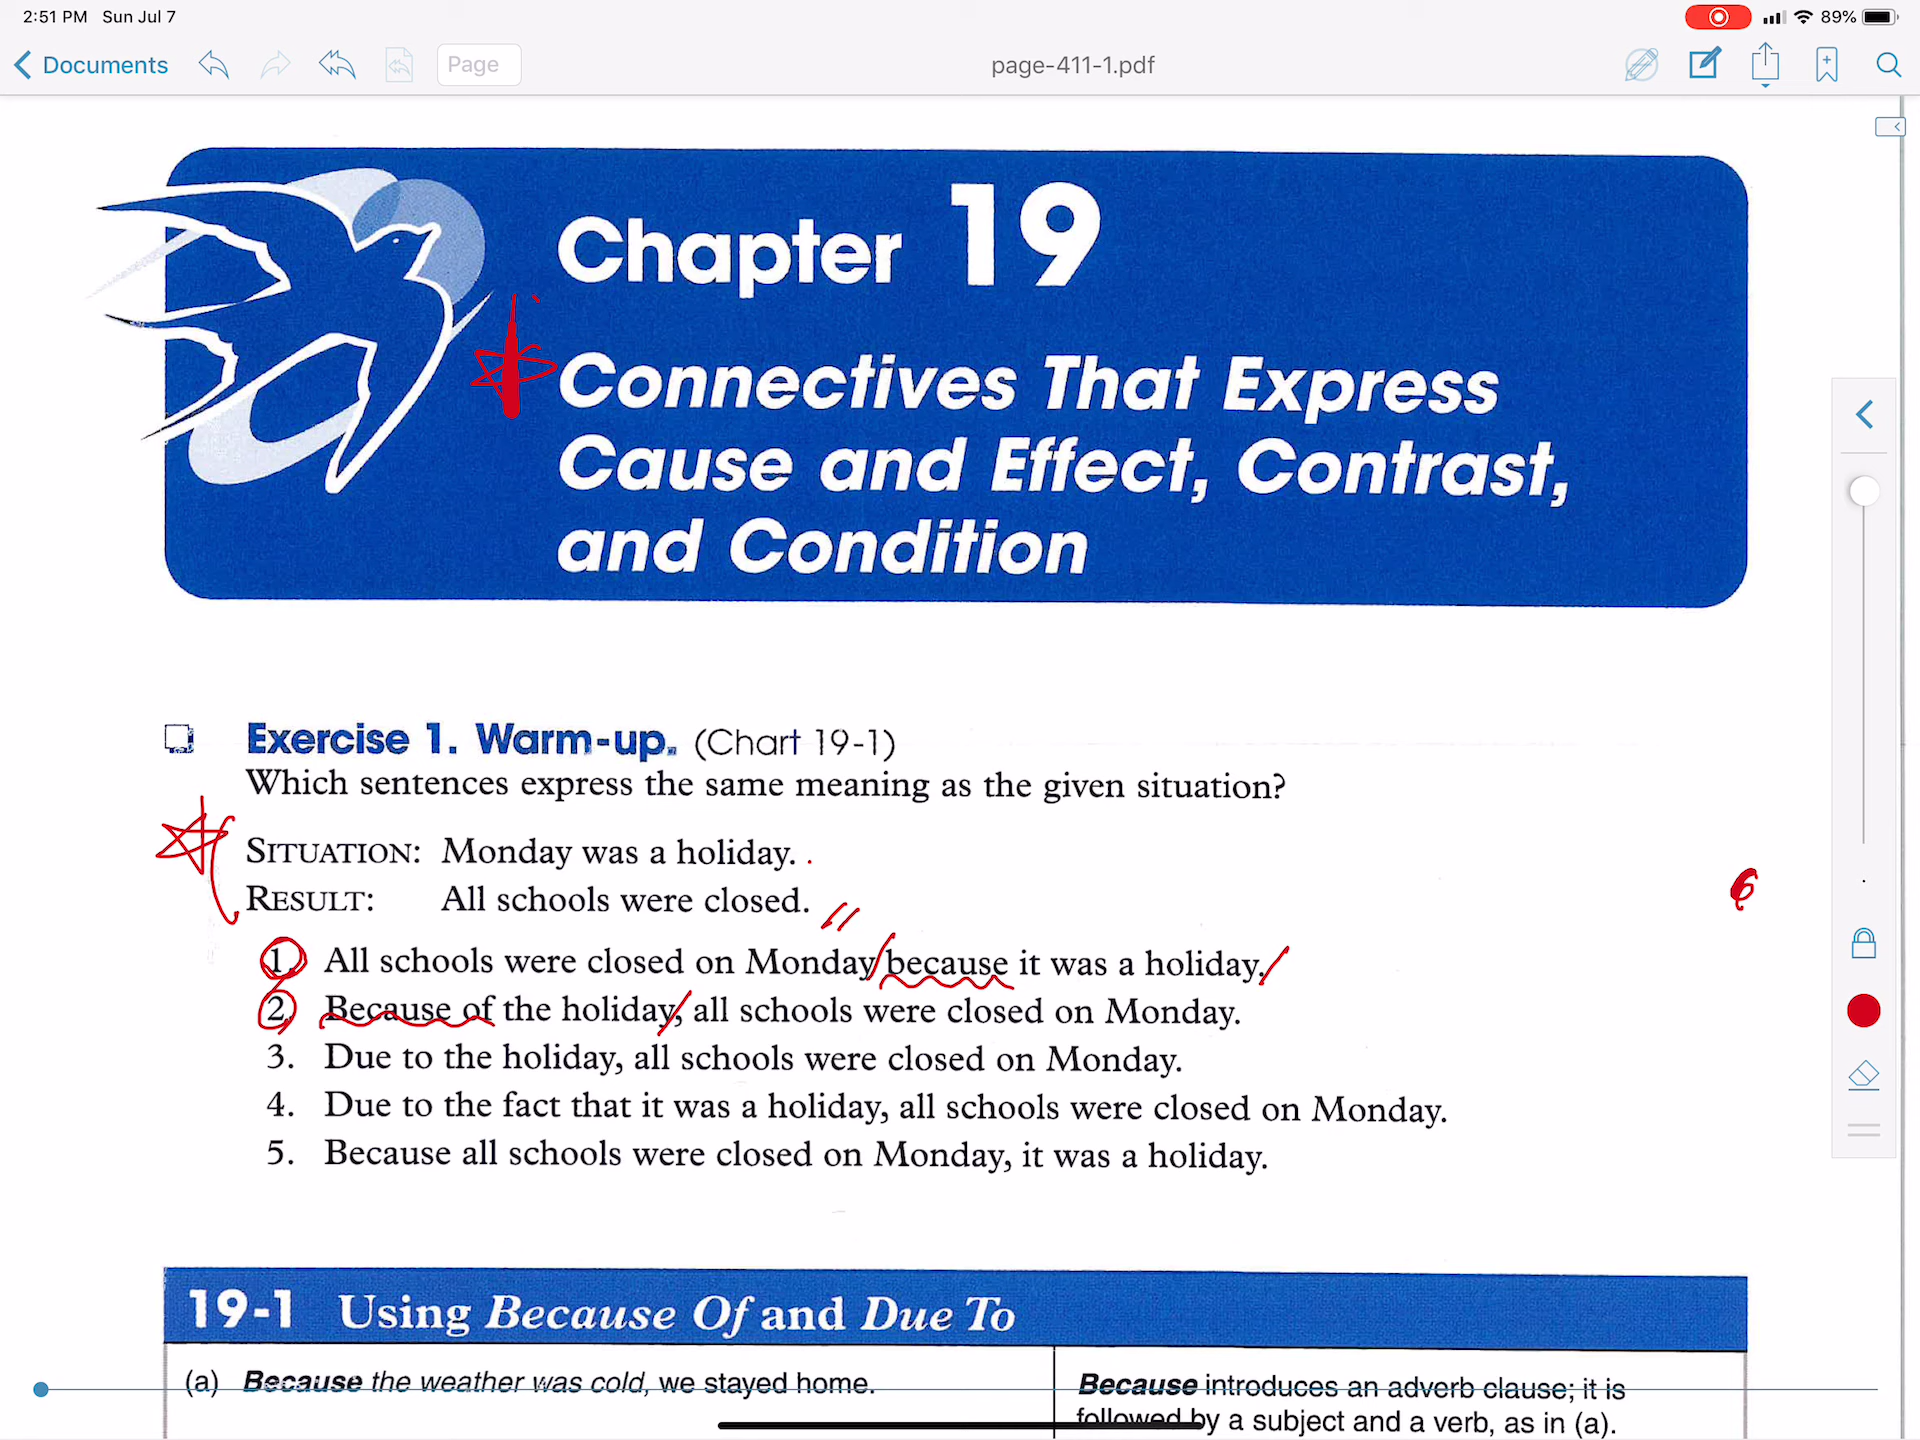 2:51 PM Sun Jul 7
89%
Documents
Page
page-411-1.pdf
Chapter 19
Connectives That Express
Cause and Effect, Contrast,
and Condition
Exercise 1. Warm-up. (Chart 19-1)
Which sentences express the same meaning as the given situation?
SITUATION: Monday was a holiday.
RESULT: All schools were closed.
1. All schools were closed on Monday because it was a holiday.
2. Because of the holiday, all schools were closed on Monday.
3. Due to the holiday, all schools were closed on Monday.
4. Due to the fact that it was a holiday, all schools were closed on Monday.
5. Because all schools were closed on Monday, it was a holiday.
19-1 Using Because Of and Due To
(a) Because the weather was cold, we stayed home.
Because introduces an adverb clause; it is
followed by a subject and a verb, as in (a).